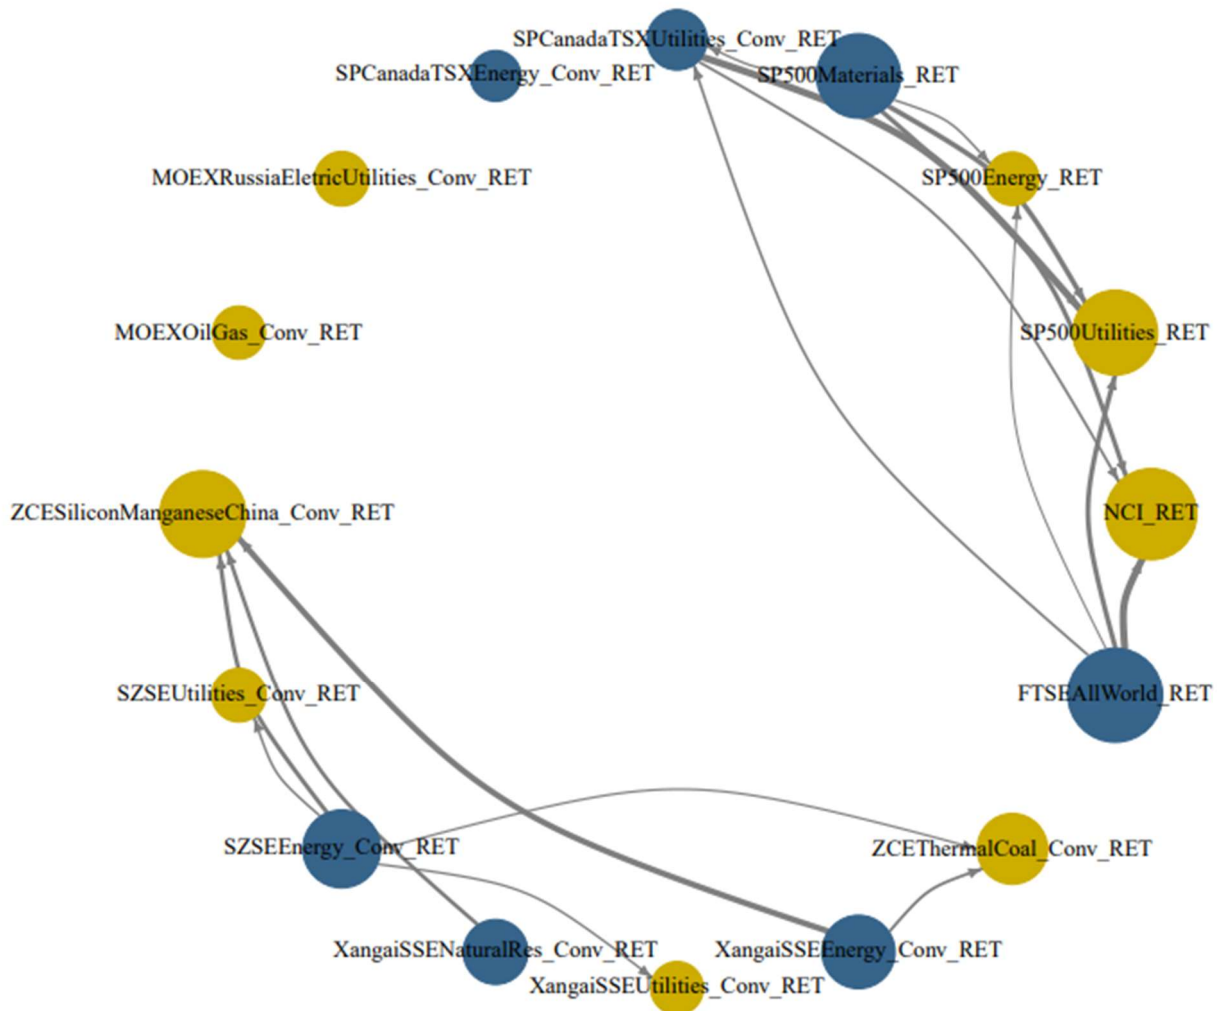 SPCanadaTSXUtilities_Conv_RET
SPCanadaTSXEnergy_Conv_RET
SP500Materials_RET
MOEXRussiaEletricUtilities_Conv_RET
SP500Energy_RET
MOEXOilGas_Conv_RET
SP500Utilities_RET
ZCESiliconManganeseChina_Conv_RET
NCI_RET
SZSEUtilities_Conv_RET
FTSEAllWorld_RET
SZSEEnergy_Conv_RET
ZCEThermalCoal_Conv_RET
XangaiSSENaturalRes_Conv_RET
XangaiSSEEnergy_Conv_RET
XangaiSSEUtilities_Conv_RET